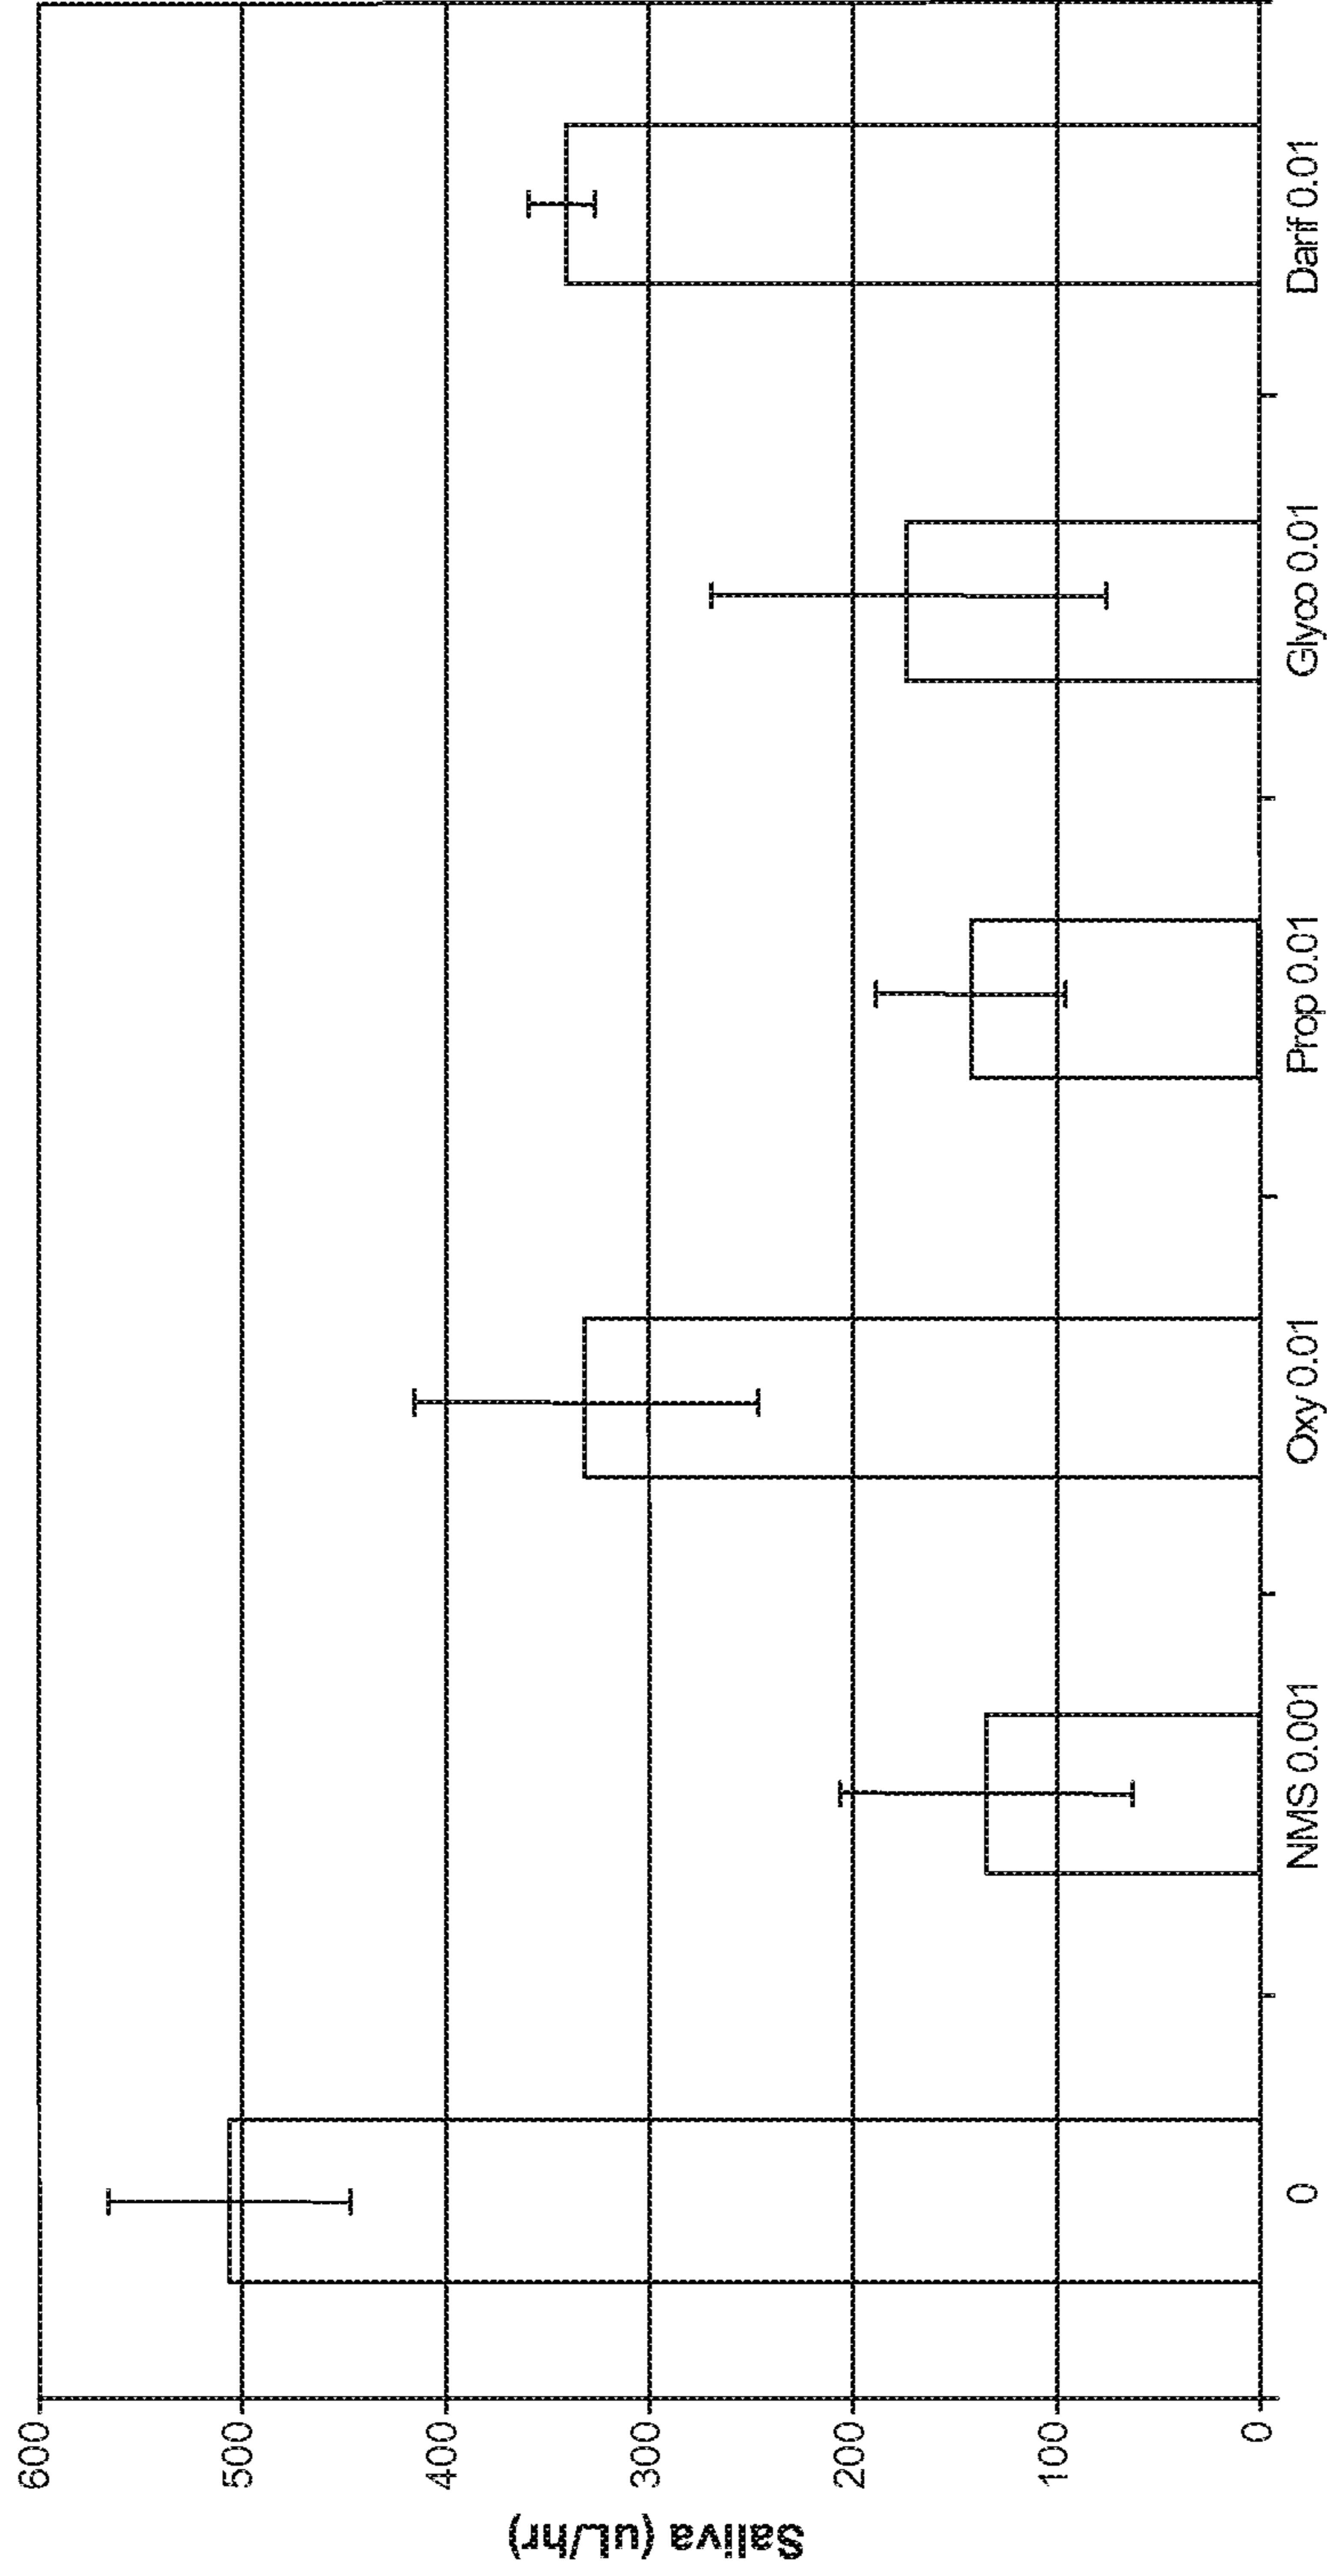 Saliva (uL/hr)
600
500
400
300
200
100
0
0
NMS 0.001
Oxy 0.01
Prop 0.01
Glyco 0.01
Darif 0.01